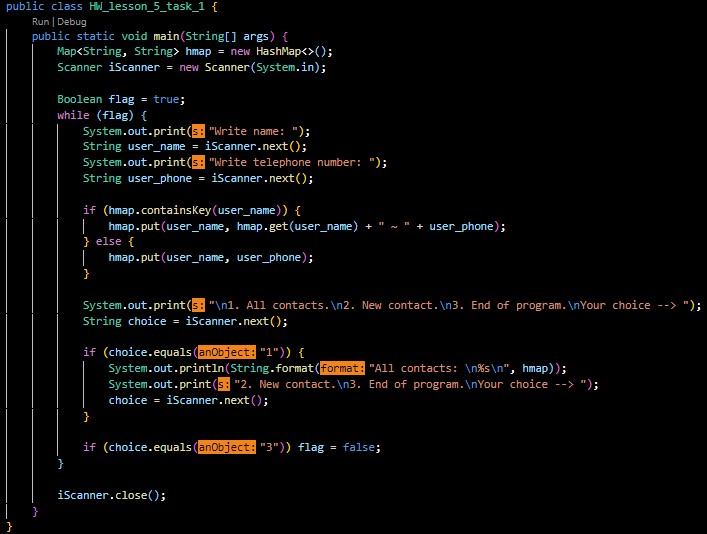 public class HW_lesson_5_task_1 {
Run | Debug
public static void main(String[] args) {
Map<String, String> hmap = new HashMap<>();
Scanner iScanner = new Scanner(System.in);
Boolean flag = true;
while (flag) {
System.out.print(s: "Write name: ");
String user_name = iScanner.next();
System.out.print(s: "Write telephone number: ");
String user_phone = iScanner.next();
if (hmap.containsKey(user_name)) {
hmap.put(user_name, hmap.get(user_name) + " ~ " + user_phone);
} else {
hmap.put(user_name, user_phone);
}
System.out.print(s: "\n1. All contacts.\n2. New contact.\n3. End of program.\nYour choice --> ");
String choice = iScanner.next();
if (choice.equals(anObject: "1")) {
System.out.println(String.format(format: "All contacts: \n%s\n", hmap));
System.out.print(s: "2. New contact.\n3. End of program.\nYour choice --> ");
choice = iScanner.next();
}
if (choice.equals(anObject: "3")) flag = false;
}
iScanner.close();
}
}